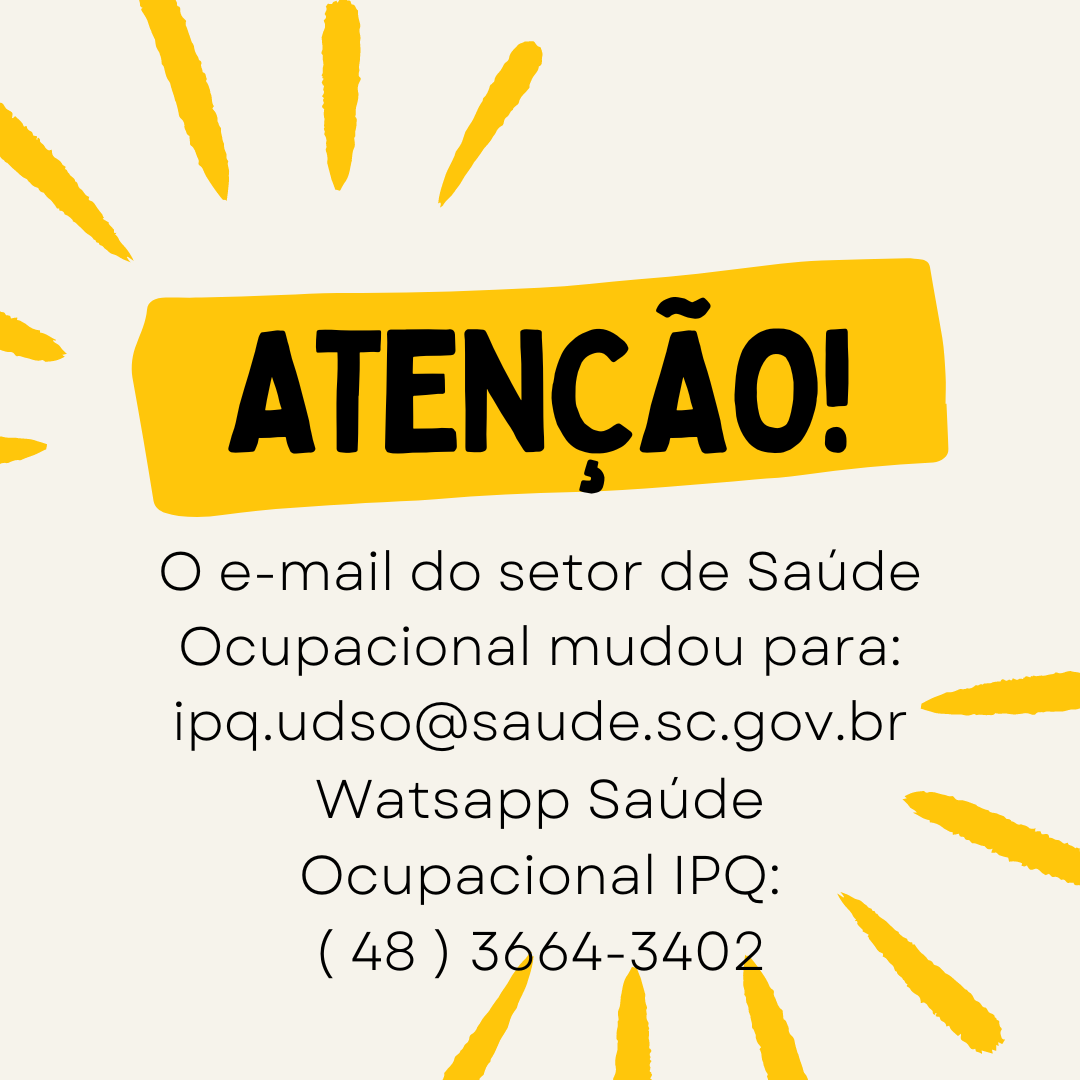 ATENÇÃO!
O e-mail do setor de Saúde
Ocupacional mudou para:
ipq.udso@saude.sc.gov.br
Watsapp Saúde
Ocupacional IPQ:
( 48 ) 3664-3402